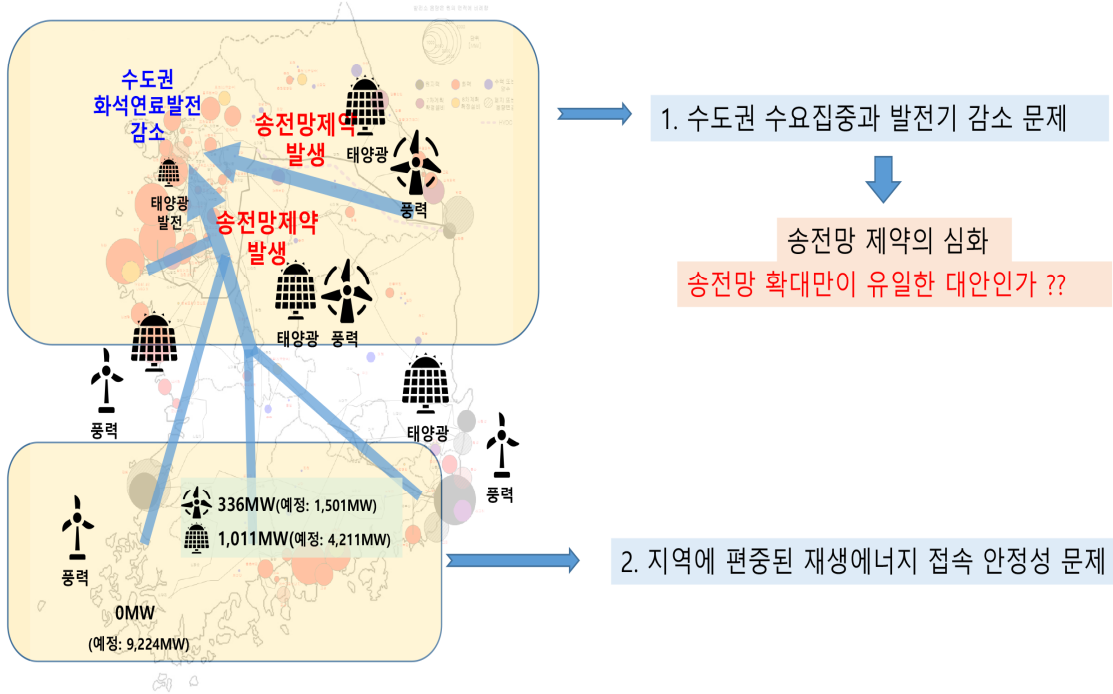 수도권
화석연료발전
감소
송전망제약
발생
태양광
풍력
태양광
발전
송전망제약
발생
태양광
풍력
풍력
태양광
풍력
336MW(예정: 1,501MW)
1,011MW(예정: 4,211MW)
풍력
0MW
(예정: 9,224MW)
1. 수도권 수요집중과 발전기 감소 문제
송전망 제약의 심화
송전망 확대만이 유일한 대안인가 ??
2. 지역에 편중된 재생에너지 접속 안정성 문제